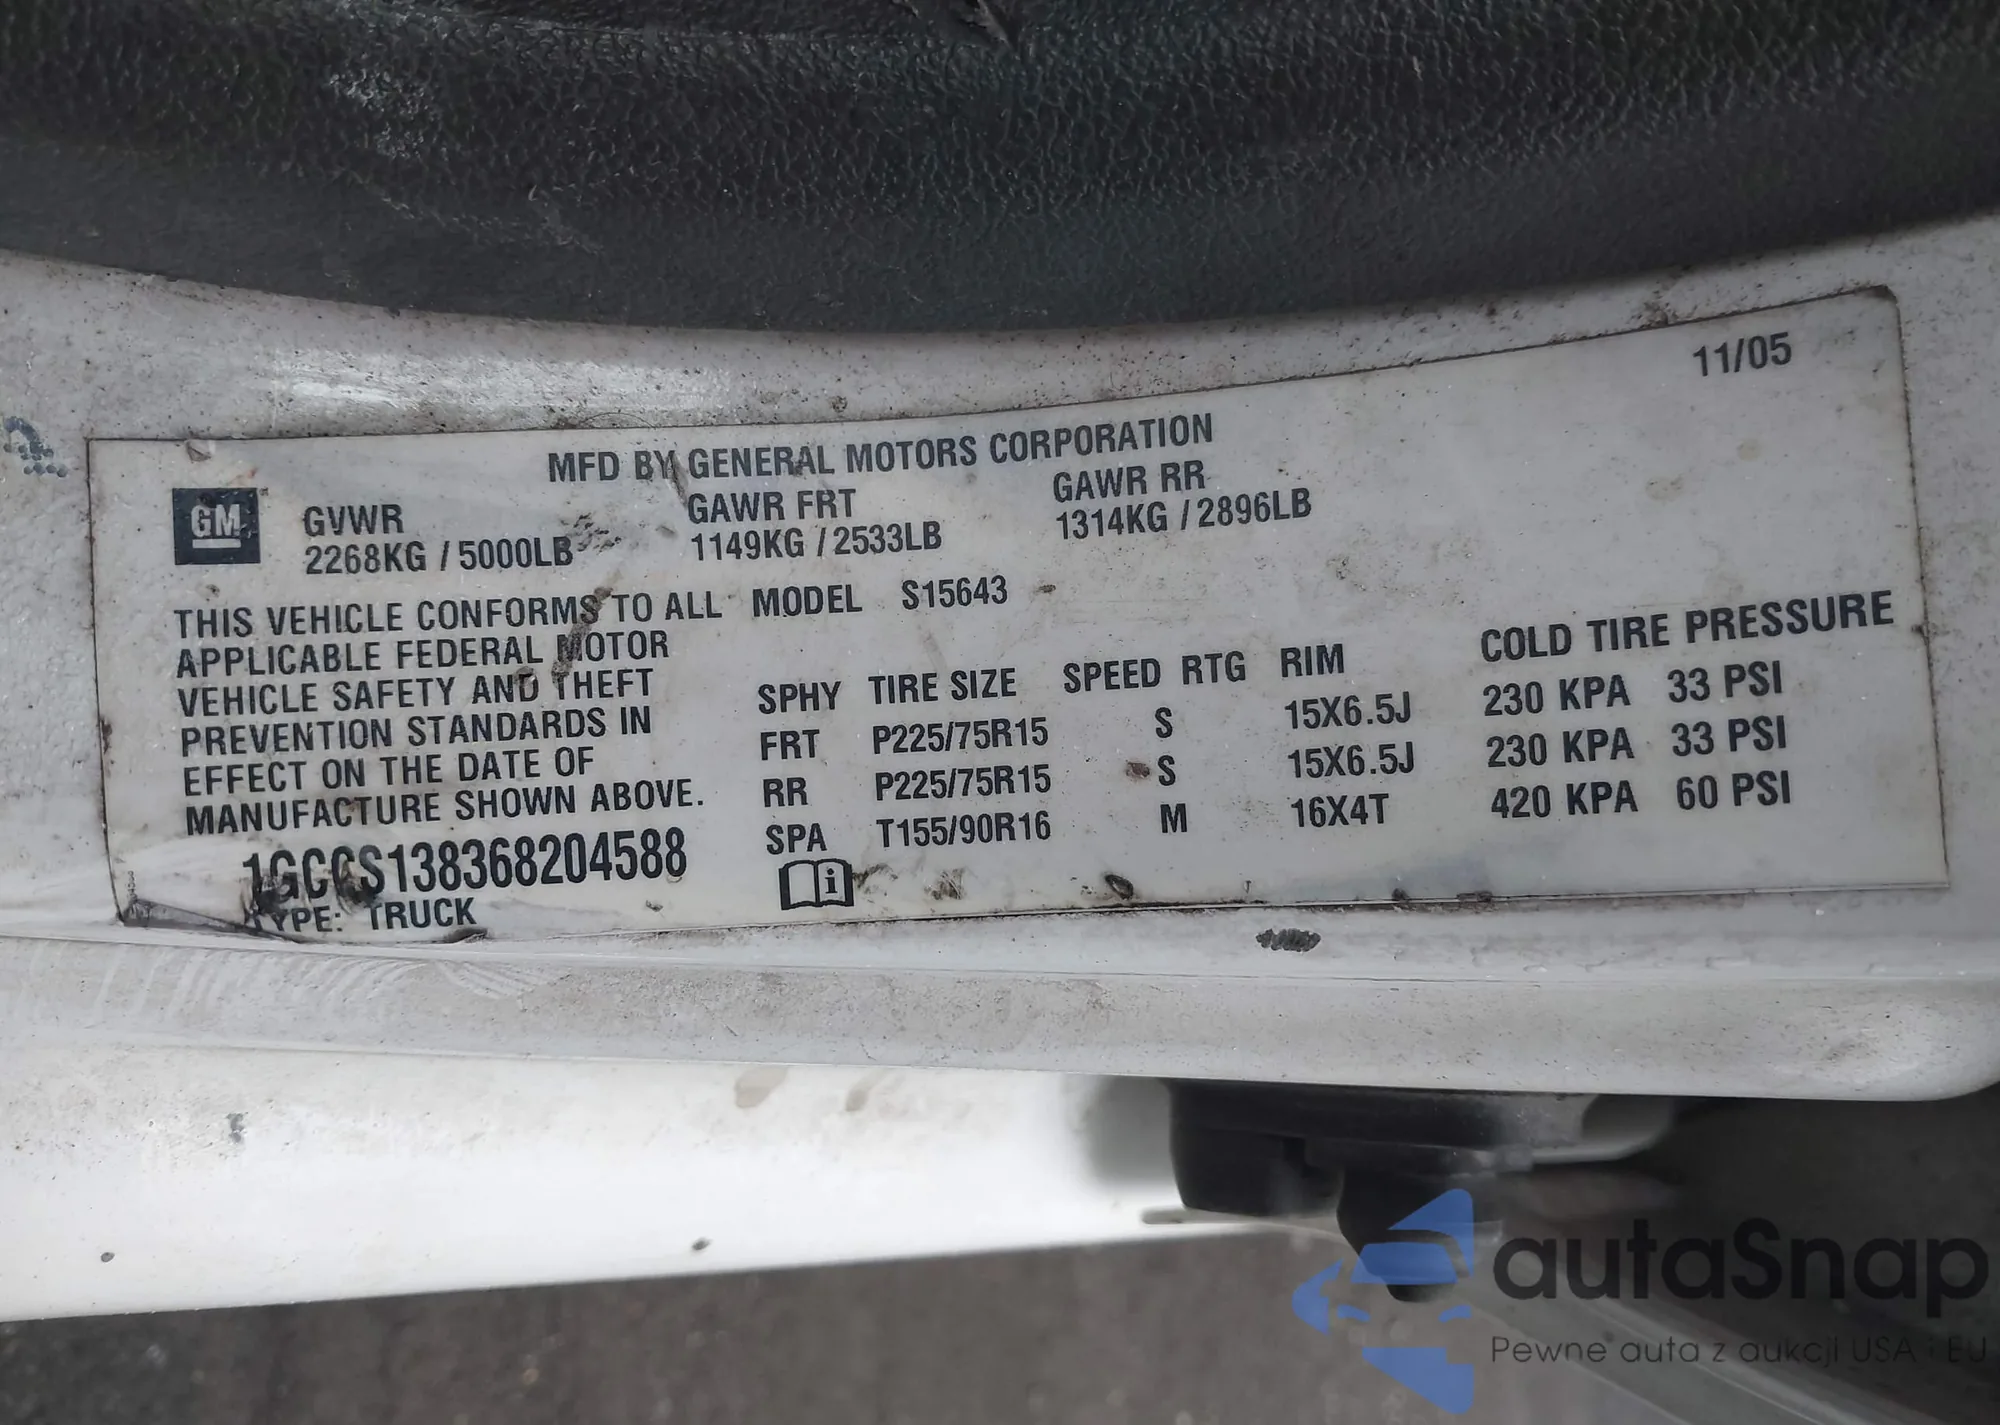 11/05
MFD BY GENERAL MOTORS CORPORATION
GM
GVWR GAWR FRT GAWR RR
2268KG / 5000LB 1149KG / 2533LB 1314KG / 2896LB
THIS VEHICLE CONFORMS TO ALL MODEL S15643
APPLICABLE FEDERAL MOTOR
VEHICLE SAFETY AND THEFT
PREVENTION STANDARDS IN
EFFECT ON THE DATE OF
MANUFACTURE SHOWN ABOVE.
SPHY TIRE SIZE SPEED RTG RIM COLD TIRE PRESSURE
FRT P225/75R15 S 15X6.5J 230 KPA 33 PSI
RR P225/75R15 S 15X6.5J 230 KPA 33 PSI
SPA T155/90R16 M 16X4T 420 KPA 60 PSI
1GCCS138368204588
TYPE: TRUCK
i
autaSnap
Pewne auta z aukcji USA i EU